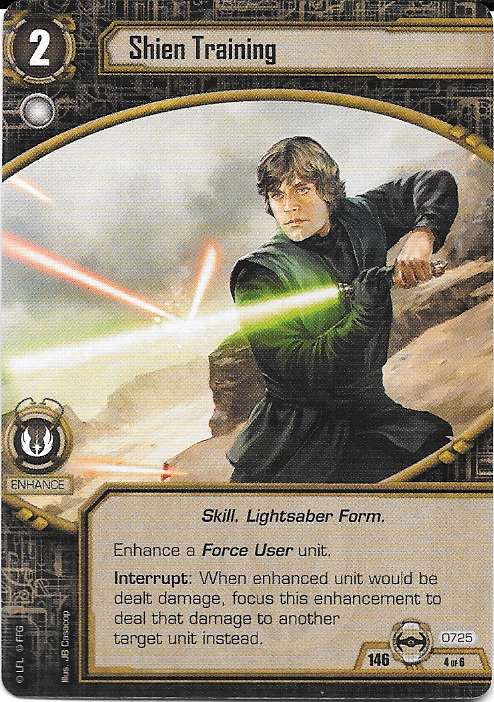 2
Shien Training
ENHANCE
Skill. Lightsaber Form.
Enhance a Force User unit.
Interrupt: When enhanced unit would be
dealt damage, focus this enhancement to
deal that damage to another
target unit instead.
© LFL © FFG
Illus. JB Casacop
146
0725
4 OF 6